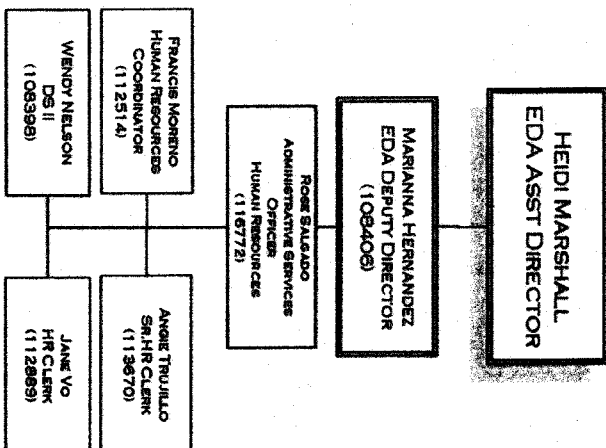 HEIDI MARSHALL
EDA ASST DIRECTOR
MARIANNA HERNANDEZ
EDA DEPUTY DIRECTOR
(108406)
ROSE SALGADO
ADMINISTRATIVE SERVICES
OFFICER
HUMAN RESOURCES
(116772)
FRANCIS MORENO
HUMAN RESOURCES
COORDINATOR
(112514)
ANGIE TRUJILLO
SR.HR CLERK
(113670)
WENDY NELSON
DS II
(108398)
JANE VO
HR CLERK
(112889)